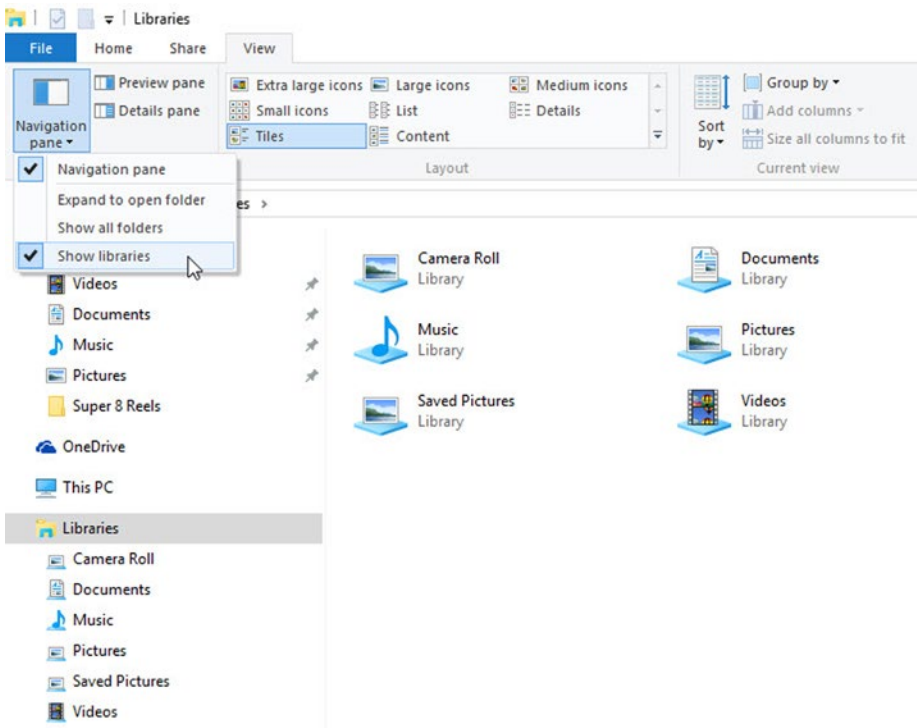 Libraries
File Home Share View
Navigation pane
Preview pane
Details pane
Extra large icons Large icons Medium icons
Small icons List Details
Tiles Content
Layout
Sort by
Group by
Add columns
Size all columns to fit
Current view
Navigation pane
Expand to open folder
Show all folders
Show libraries
es
Videos
Documents
Music
Pictures
Super 8 Reels
OneDrive
This PC
Libraries
Camera Roll
Documents
Music
Pictures
Saved Pictures
Videos
Camera Roll
Library
Documents
Library
Music
Library
Pictures
Library
Saved Pictures
Library
Videos
Library